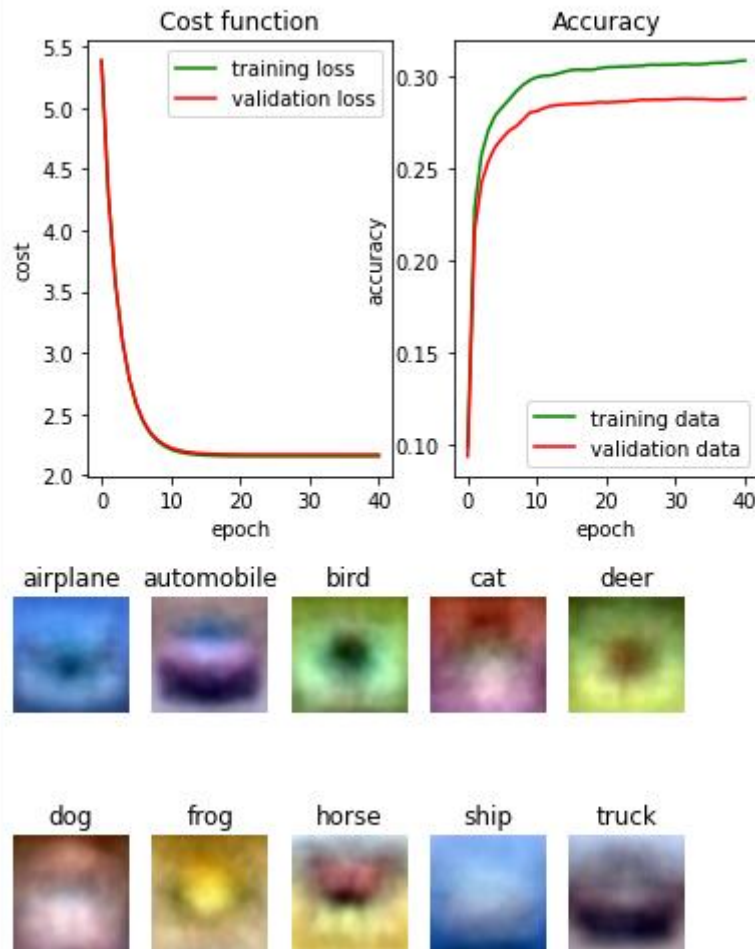 Cost function
5.5
5.0
4.5
4.0
3.5
3.0
2.5
2.0
cost
training loss
validation loss
0 10 20 30 40
epoch
Accuracy
0.30
0.25
0.20
0.15
0.10
accuracy
training data
validation data
0 10 20 30 40
epoch
airplane automobile bird cat deer
dog frog horse ship truck